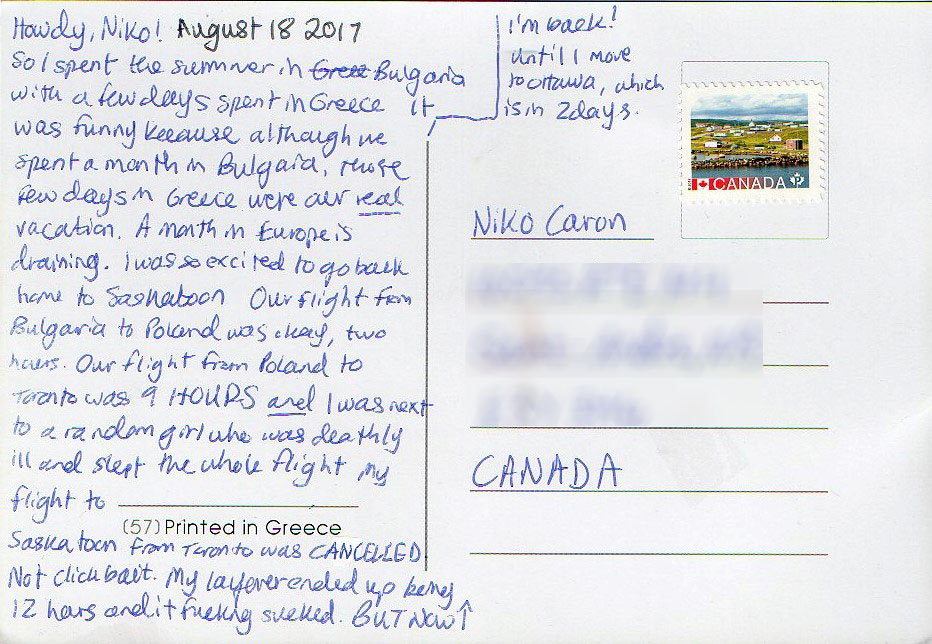 Howdy, Niko! August 18 2017
So I spent the summer in Greec Bulgaria
with a few days spent in Greece It
was funny because although we
spent a month in Bulgaria, those
few days in Greece were our real
vacation. A month in Europe is
draining. I was so excited to go back
home to Saskatoon Our flight from
Bulgaria to Poland was okay, two
hours. Our flight from Poland to
Toronto was 9 HOURS and I was next
to a random girl who was deathly
ill and slept the whole flight My
flight to
(57) Printed in Greece
Saskatoon from Toronto was CANCELLED
Not clickbait. My layover ended up being
12 hours and it fucking sucked. BUT NOW ↑
I'm back!
until I move
to Ottawa, which
is in 2 days.
CANADA P
Niko Caron
CANADA